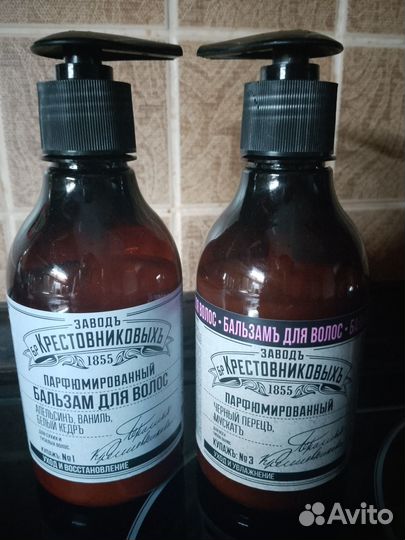 ЗАВОДЪ
Бр КРЕСТОВНИКОВЫХЪ
1855
ПАРФЮМИРОВАННЫЙ
БАЛЬЗАМ ДЛЯ ВОЛОС
АПЕЛЬСИНЪ, ВАНИЛЬ,
БЕЛЫЙ КЕДРЪ
КУПАЖЪ: №1
УХОД И ВОССТАНОВЛЕНИЕ
ВОЛОС • БАЛЬЗАМЪ ДЛЯ ВОЛОС •
ЗАВОДЪ
Бр КРЕСТОВНИКОВЫХЪ
1855
ПАРФЮМИРОВАННЫЙ
ЧЕРНЫЙ ПЕРЕЦЪ,
МУСКАТЪ
КУПАЖЪ: №3
УХОД И УВЛАЖНЕНИЕ
Avito